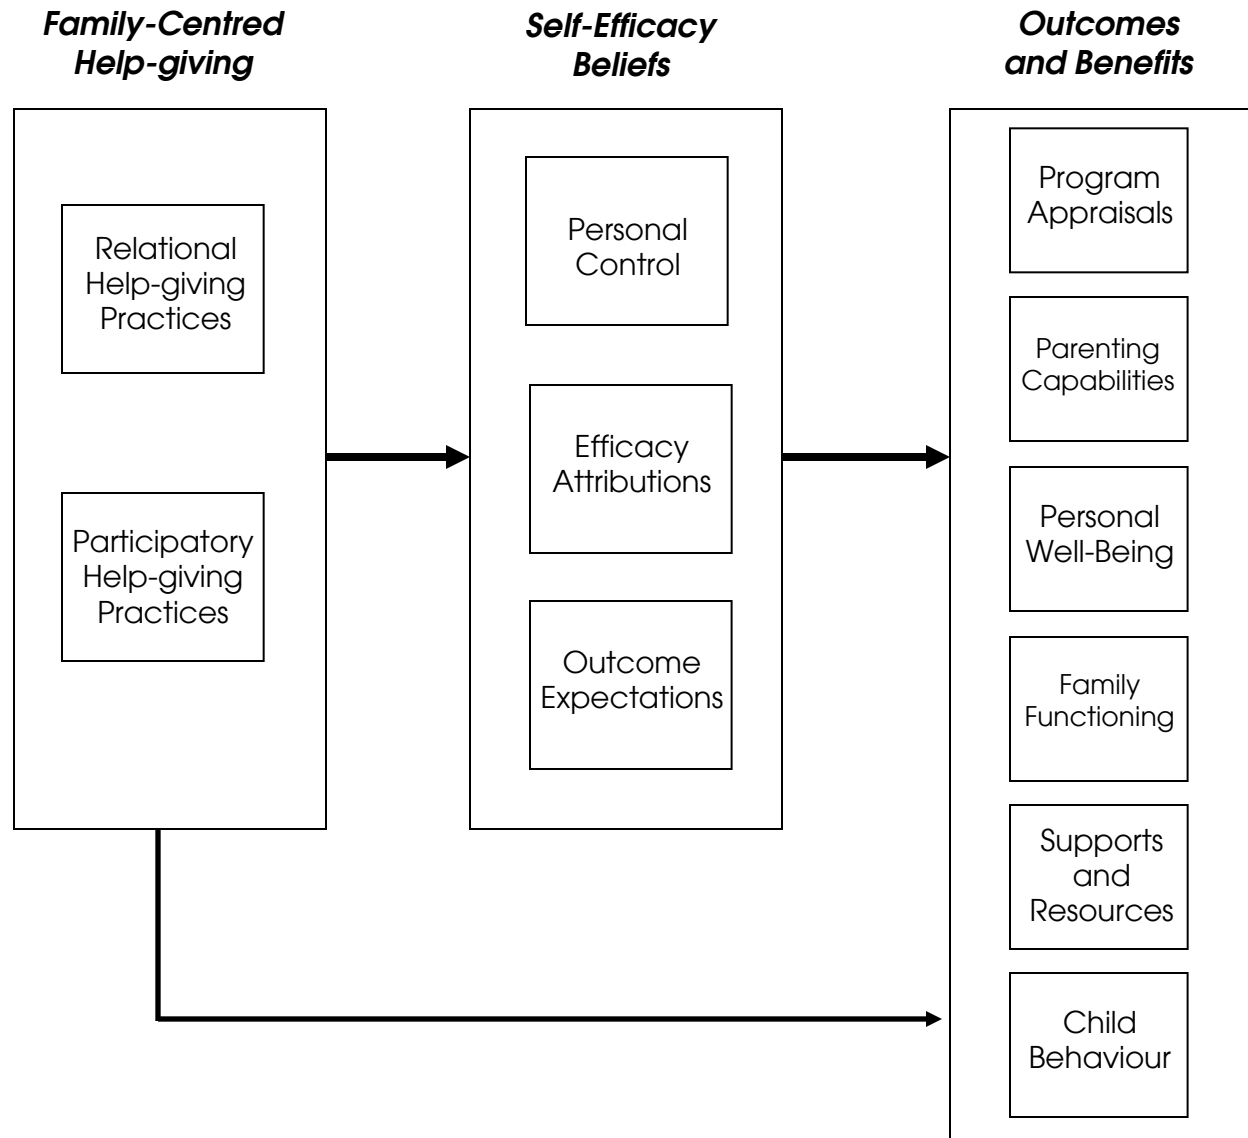 Family-Centred
Help-giving
Self-Efficacy
Beliefs
Outcomes
and Benefits
Relational
Help-giving
Practices
Participatory
Help-giving
Practices
Personal
Control
Efficacy
Attributions
Outcome
Expectations
Program
Appraisals
Parenting
Capabilities
Personal
Well-Being
Family
Functioning
Supports
and
Resources
Child
Behaviour